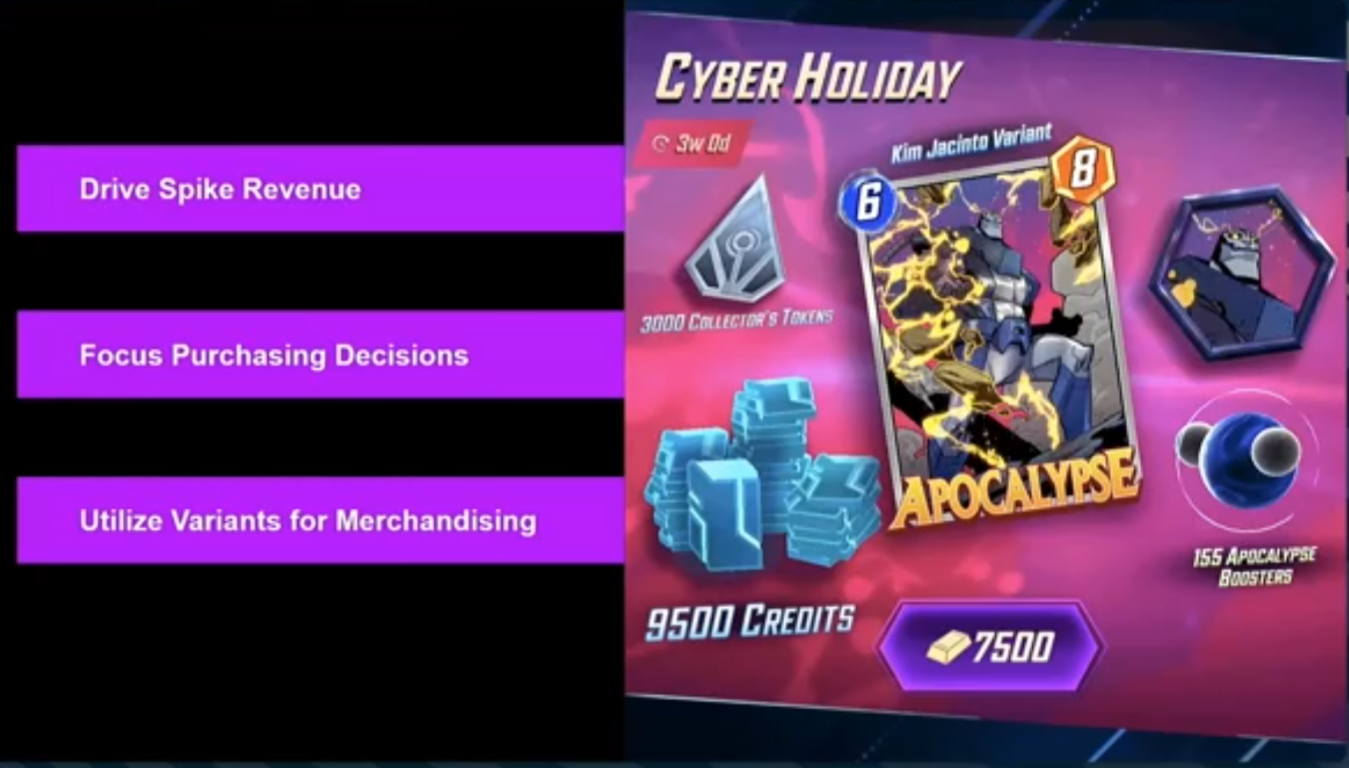 Drive Spike Revenue
Focus Purchasing Decisions
Utilize Variants for Merchandising
CYBER HOLIDAY
3w 0d
Kim Jacinto Variant
6
8
3000 COLLECTOR'S TOKENS
APOCALYPSE
155 APOCALYPSE
BOOSTERS
9500 CREDITS
7500